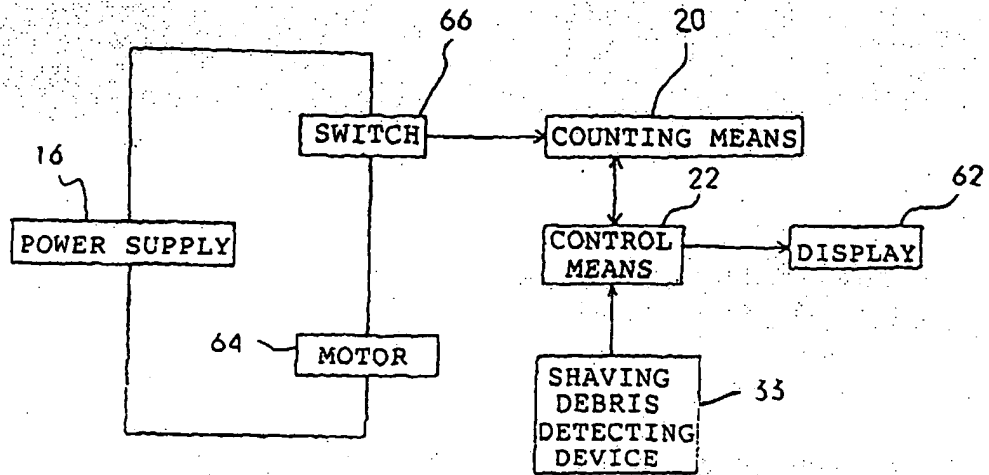 66
20
SWITCH
COUNTING MEANS
16
22
62
POWER SUPPLY
CONTROL
MEANS
DISPLAY
64
MOTOR
SHAVING
DEBRIS
DETECTING
DEVICE
33